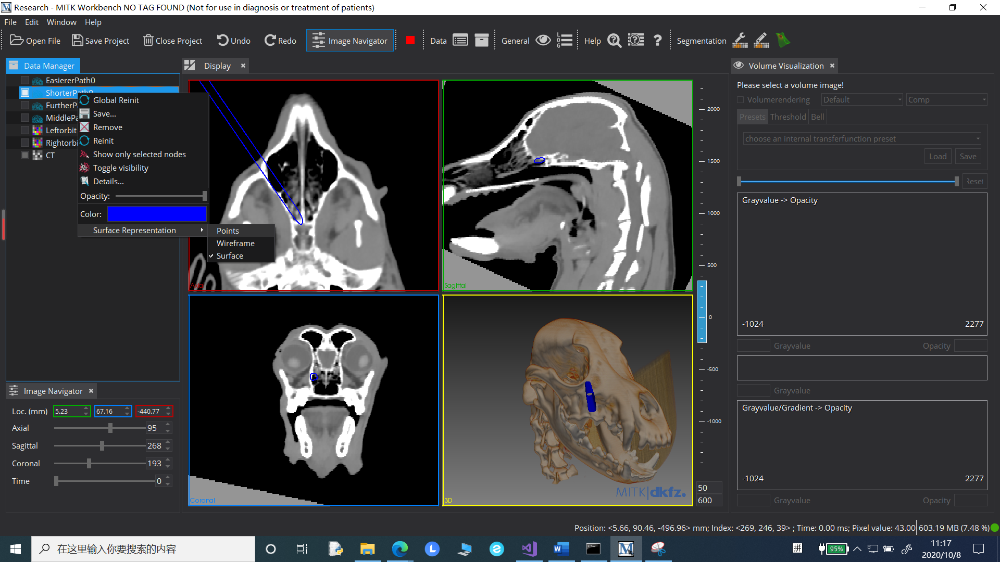 Research - MITK Workbench NO TAG FOUND (Not for use in diagnosis or treatment of patients)
File Edit Window Help
Open File Save Project Close Project Undo Redo Image Navigator Data General LOG Help Segmentation
Data Manager
EasiererPath0
ShorterPath0
FurtherP
MiddlePa
Leftorbit
Rightorbi
CT
Global Reinit
Save...
Remove
Reinit
Show only selected nodes
Toggle visibility
Details...
Opacity:
Color:
Surface Representation
Points
Wireframe
Surface
Display
Axial
Sagittal
Coronal
3D
MITK|dkfz.
2000
1500
1000
500
0
-500
-1000
50
600
Image Navigator
Loc. (mm) 5.23 67.16 -440.77
Axial 95
Sagittal 268
Coronal 193
Time 0
Volume Visualization
Please select a volume image!
Volumerendering Default Comp
Presets Threshold Bell
choose an internal transferfunction preset
Load Save
Reset
Grayvalue -> Opacity
-1024 2277
Grayvalue Opacity
Grayvalue
Grayvalue/Gradient -> Opacity
-1024 2277
Grayvalue Opacity
Position: <5.66, 90.46, -496.96> mm; Index: <269, 246, 39> ; Time: 0.00 ms; Pixel value: 43.00 603.19 MB (7.48 %)
在这里输入你要搜索的内容
拼
95%
11:17
2020/10/8